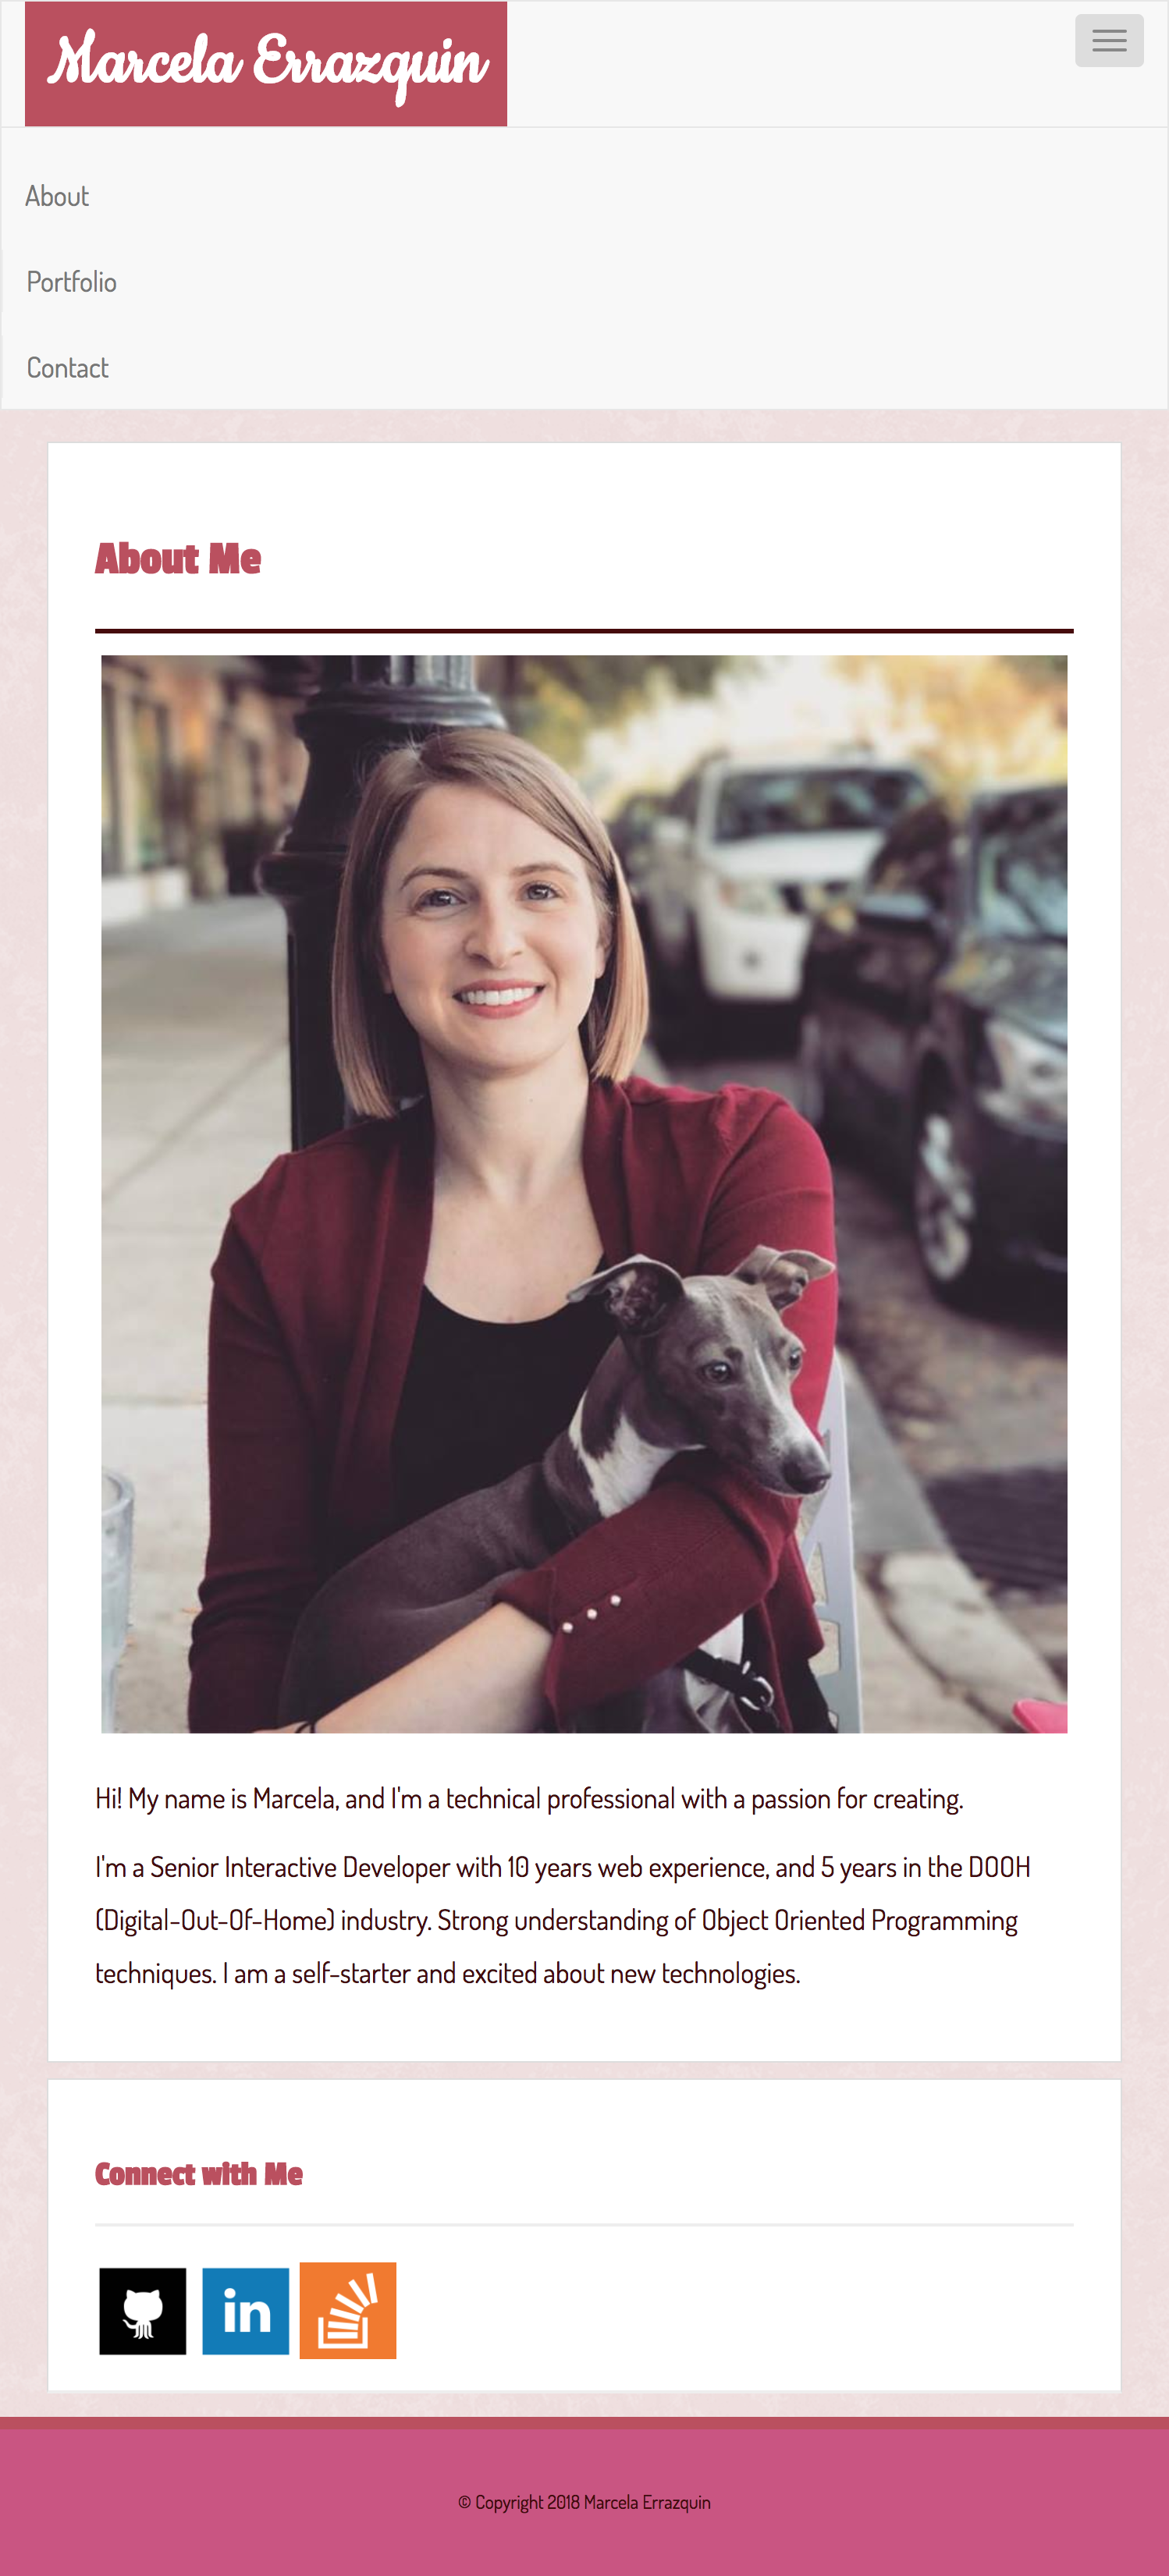 Marcela Errazquin
About
Portfolio
Contact
About Me
Hi! My name is Marcela, and I'm a technical professional with a passion for creating.
I'm a Senior Interactive Developer with 10 years web experience, and 5 years in the DOOH
(Digital-Out-Of-Home) industry. Strong understanding of Object Oriented Programming
techniques. I am a self-starter and excited about new technologies.
Connect with Me
in
© Copyright 2018 Marcela Errazquin